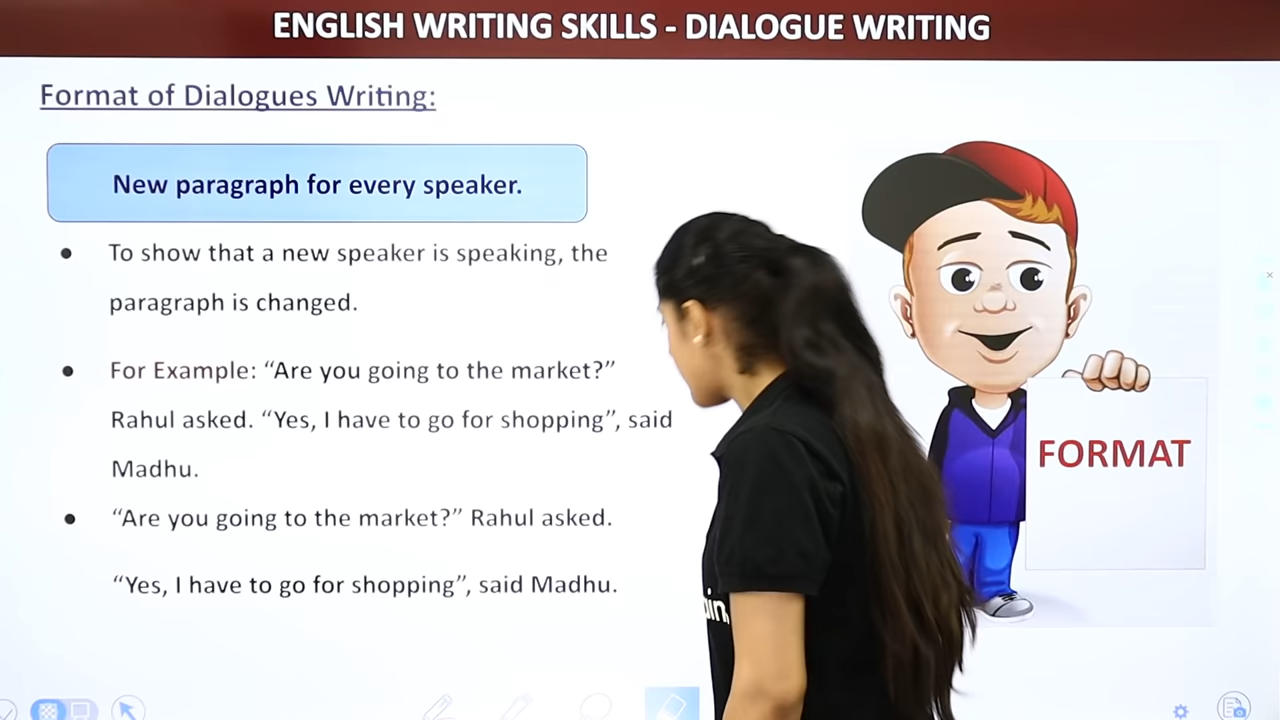 ENGLISH WRITING SKILLS - DIALOGUE WRITING
Format of Dialogues Writing:
New paragraph for every speaker.
● To show that a new speaker is speaking, the
paragraph is changed.
● For Example: “Are you going to the market?”
Rahul asked. “Yes, I have to go for shopping”, said
Madhu.
● “Are you going to the market?” Rahul asked.
“Yes, I have to go for shopping”, said Madhu.
FORMAT